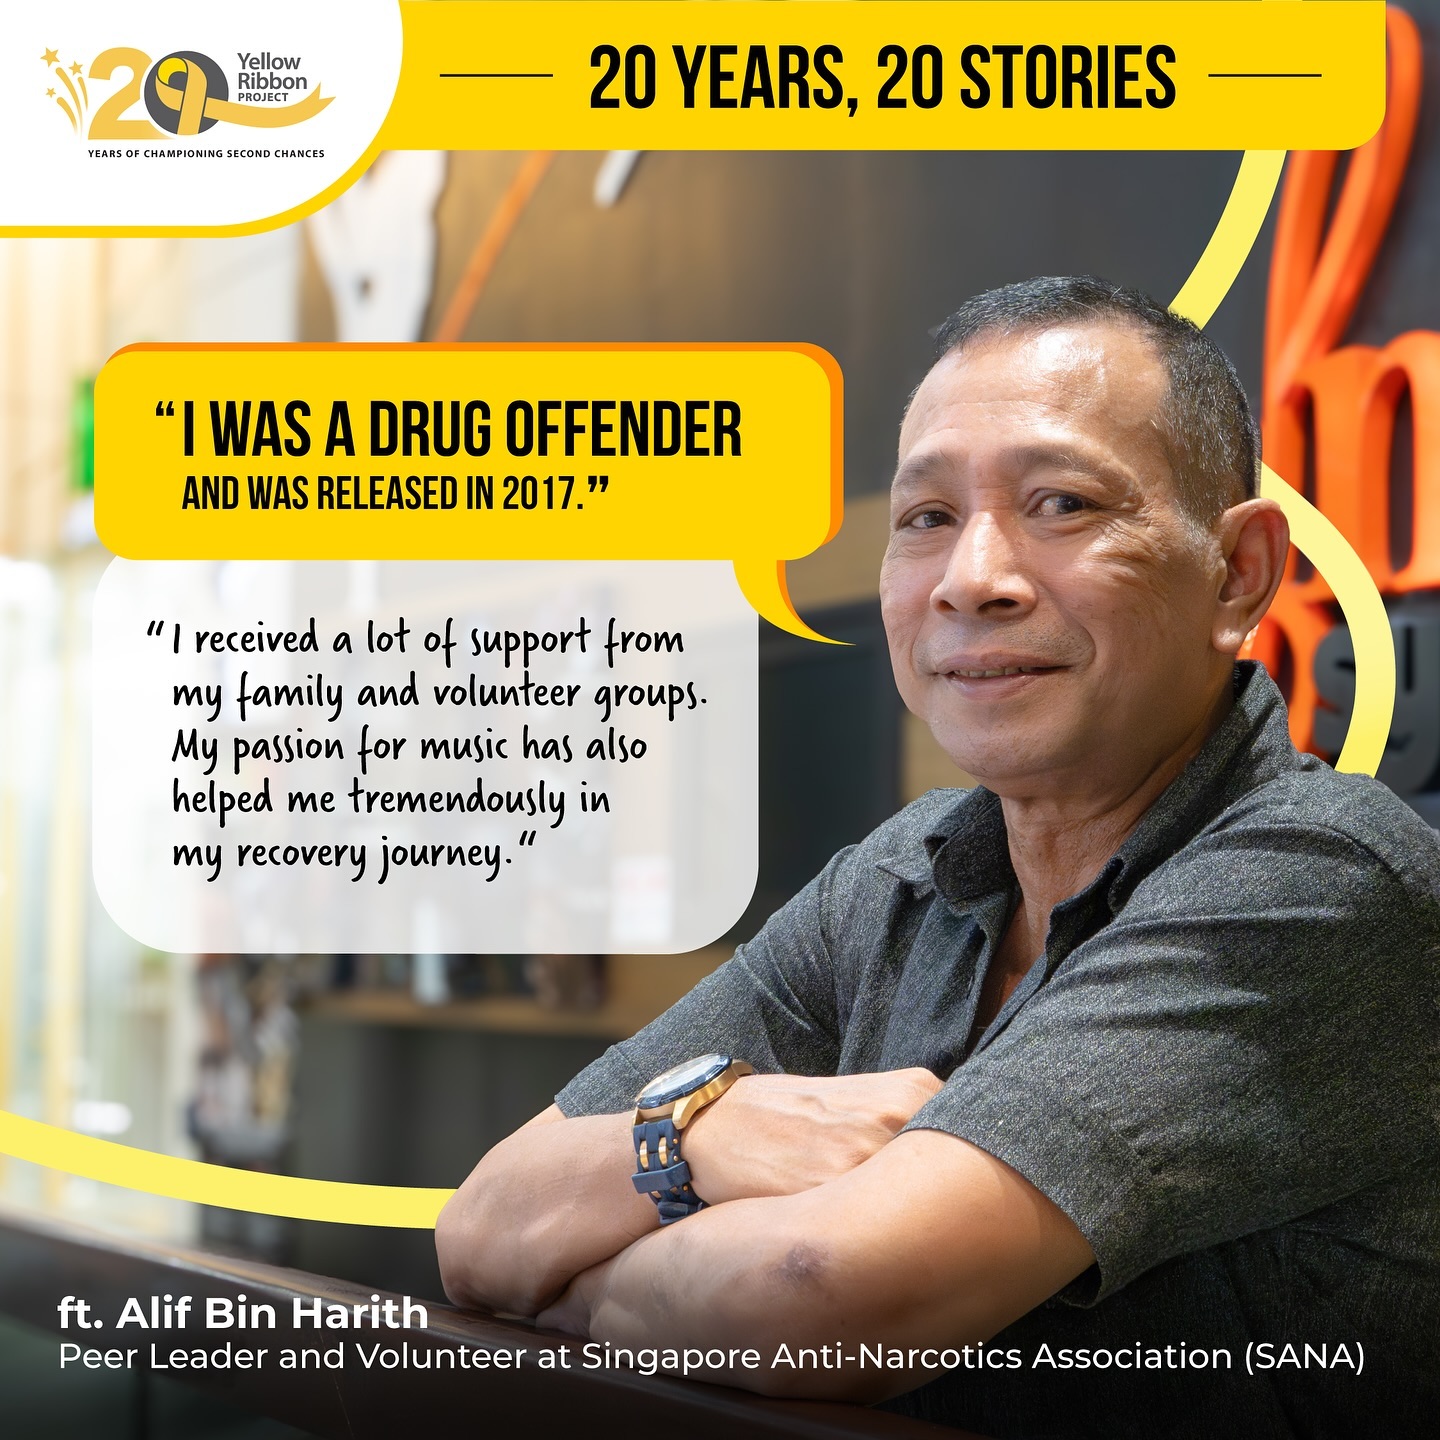 20 Yellow
Ribbon
PROJECT
YEARS OF CHAMPIONING SECOND CHANCES
20 YEARS, 20 STORIES
“I WAS A DRUG OFFENDER
AND WAS RELEASED IN 2017.”
“I received a lot of support from
my family and volunteer groups.
My passion for music has also
helped me tremendously in
my recovery journey.“
ft. Alif Bin Harith
Peer Leader and Volunteer at Singapore Anti-Narcotics Association (SANA)